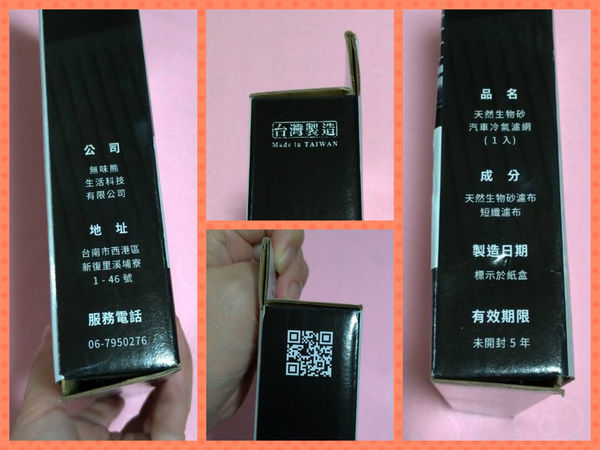 公司
無味熊
生活科技
有限公司
地址
台南市西港區
新復里溪埔寮
1-46號
服務電話
06-7950276
台灣製造
Made in TAIWAN
品名
天然生物砂
汽車冷氣濾網
(1入)
成分
天然生物砂濾布
短纖濾布
製造日期
標示於紙盒
有效期限
未開封5年